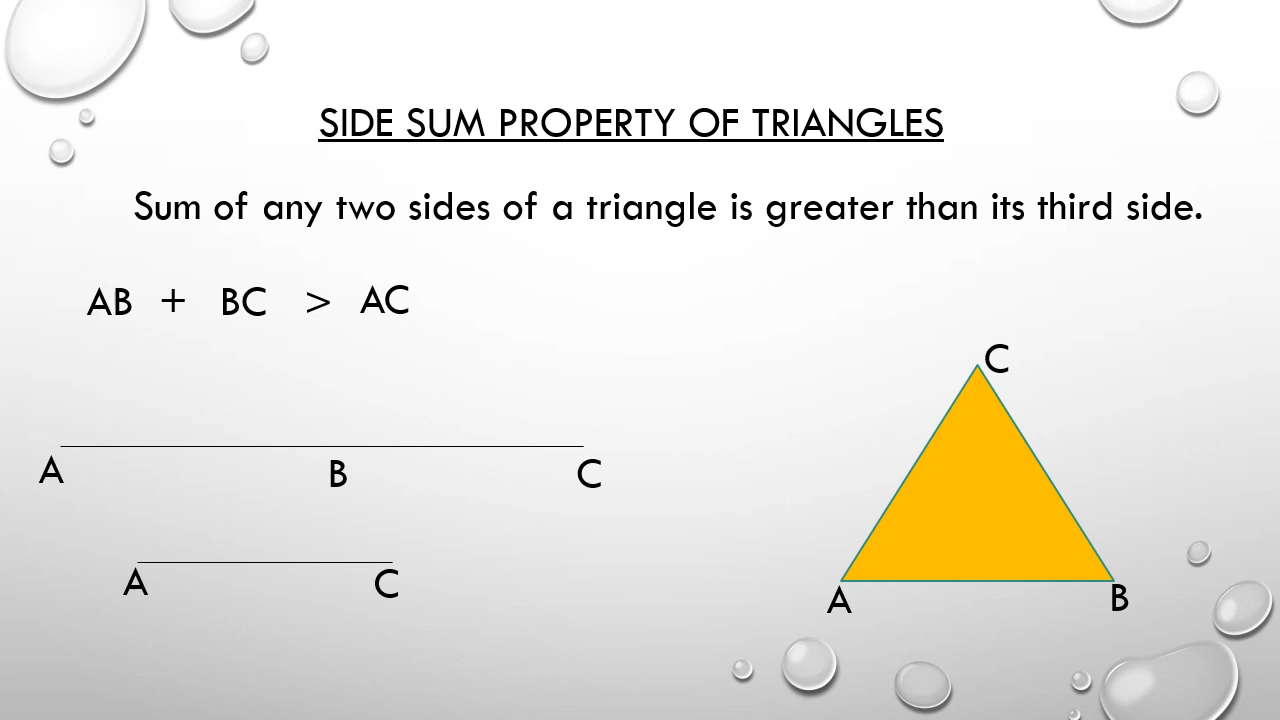 SIDE SUM PROPERTY OF TRIANGLES
Sum of any two sides of a triangle is greater than its third side.
AB + BC > AC
C
A B C
A C
A B